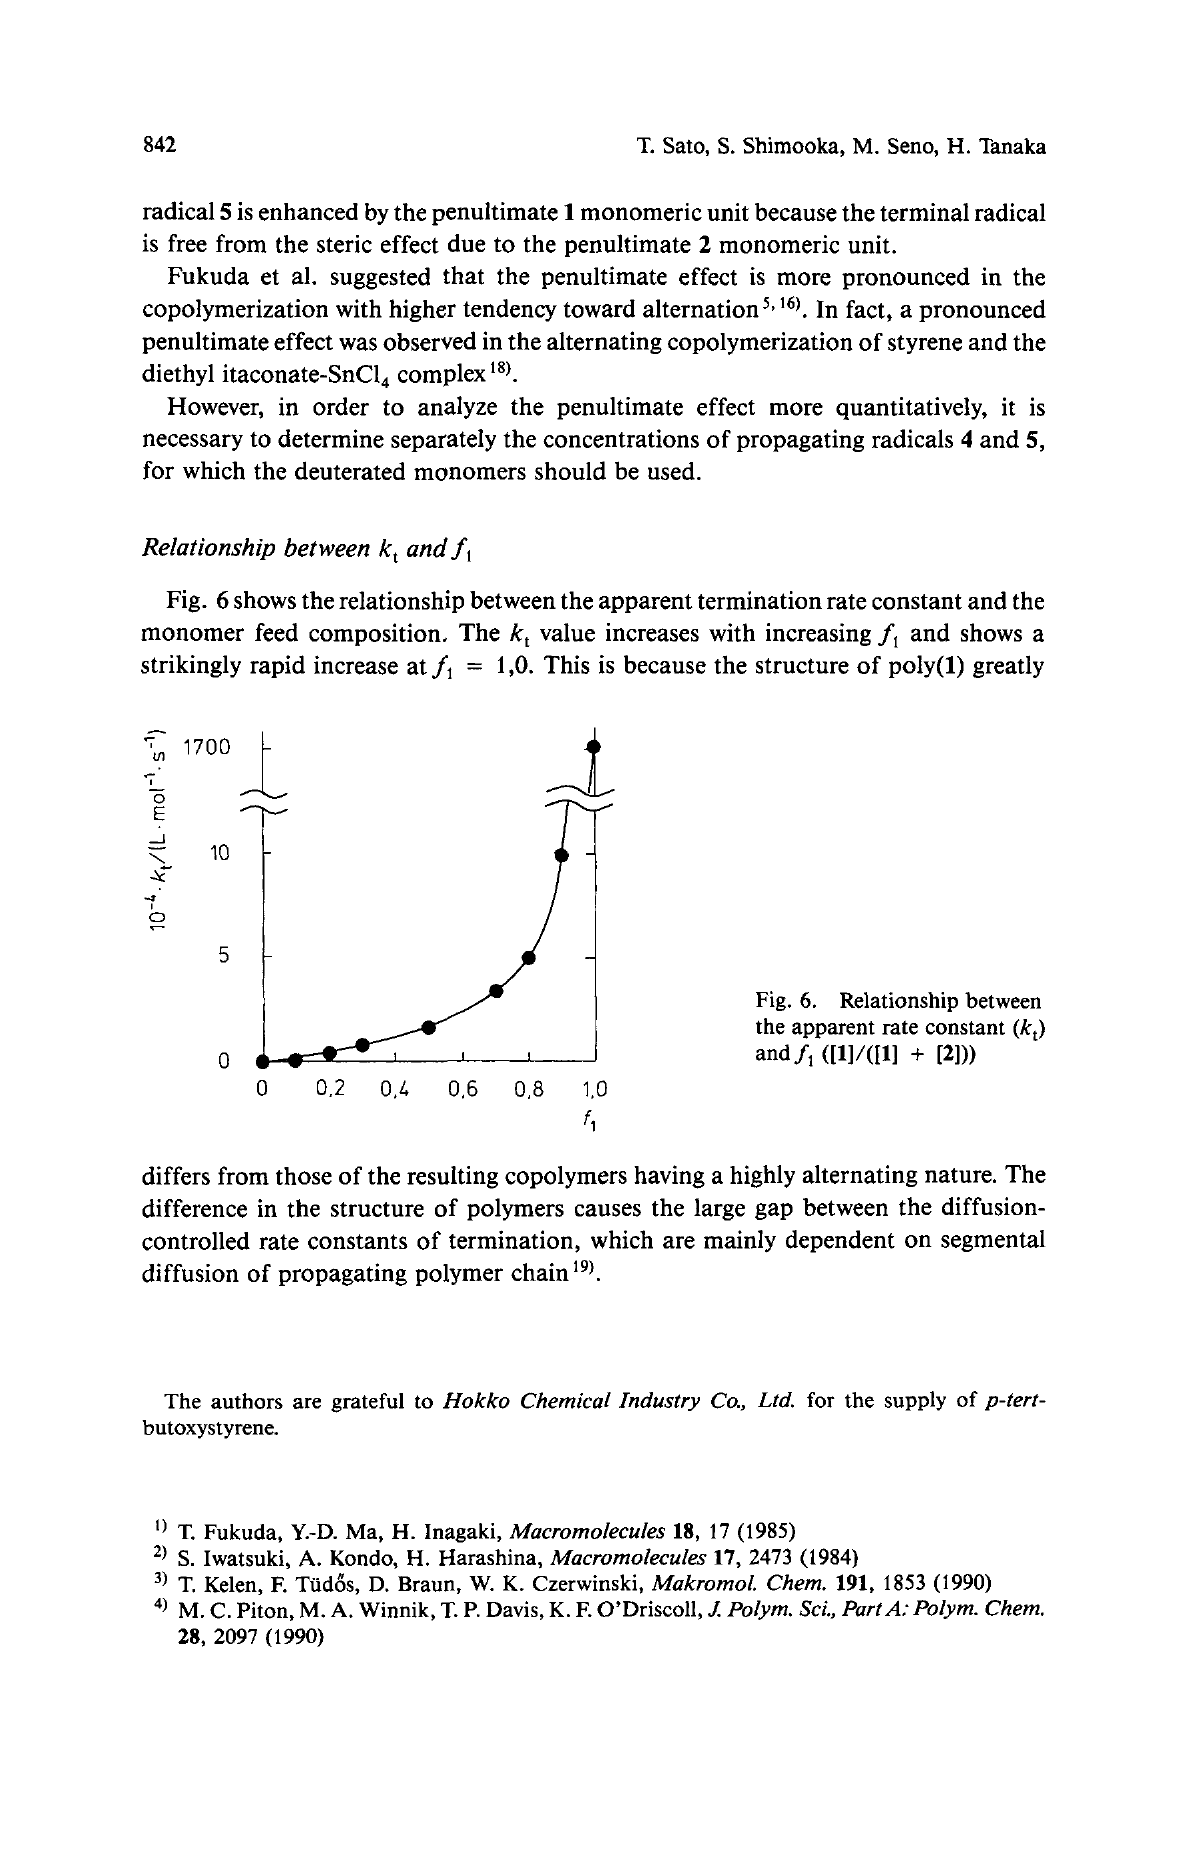 842
T. Sato, S. Shimooka, M. Seno, H. Tanaka
radical 5 is enhanced by the penultimate 1 monomeric unit because the terminal radical
is free from the steric effect due to the penultimate 2 monomeric unit.
Fukuda et al. suggested that the penultimate effect is more pronounced in the
copolymerization with higher tendency toward alternation 5, 16). In fact, a pronounced
penultimate effect was observed in the alternating copolymerization of styrene and the
diethyl itaconate-SnCl4 complex 18).
However, in order to analyze the penultimate effect more quantitatively, it is
necessary to determine separately the concentrations of propagating radicals 4 and 5,
for which the deuterated monomers should be used.
Relationship between kt and f1
Fig. 6 shows the relationship between the apparent termination rate constant and the
monomer feed composition. The kt value increases with increasing f1 and shows a
strikingly rapid increase at f1 = 1,0. This is because the structure of poly(1) greatly
10⁻⁴ · kt/(L · mol⁻¹ · s⁻¹)
1700
10
5
0
0 0,2 0,4 0,6 0,8 1,0
f1
Fig. 6. Relationship between
the apparent rate constant (kt)
and f1 ([1]/([1] + [2]))
differs from those of the resulting copolymers having a highly alternating nature. The
difference in the structure of polymers causes the large gap between the diffusion-
controlled rate constants of termination, which are mainly dependent on segmental
diffusion of propagating polymer chain 19).
The authors are grateful to Hokko Chemical Industry Co., Ltd. for the supply of p-tert-
butoxystyrene.
1) T. Fukuda, Y.-D. Ma, H. Inagaki, Macromolecules 18, 17 (1985)
2) S. Iwatsuki, A. Kondo, H. Harashina, Macromolecules 17, 2473 (1984)
3) T. Kelen, F. Tüdős, D. Braun, W. K. Czerwinski, Makromol. Chem. 191, 1853 (1990)
4) M. C. Piton, M. A. Winnik, T. P. Davis, K. F. O'Driscoll, J. Polym. Sci., Part A: Polym. Chem.
28, 2097 (1990)